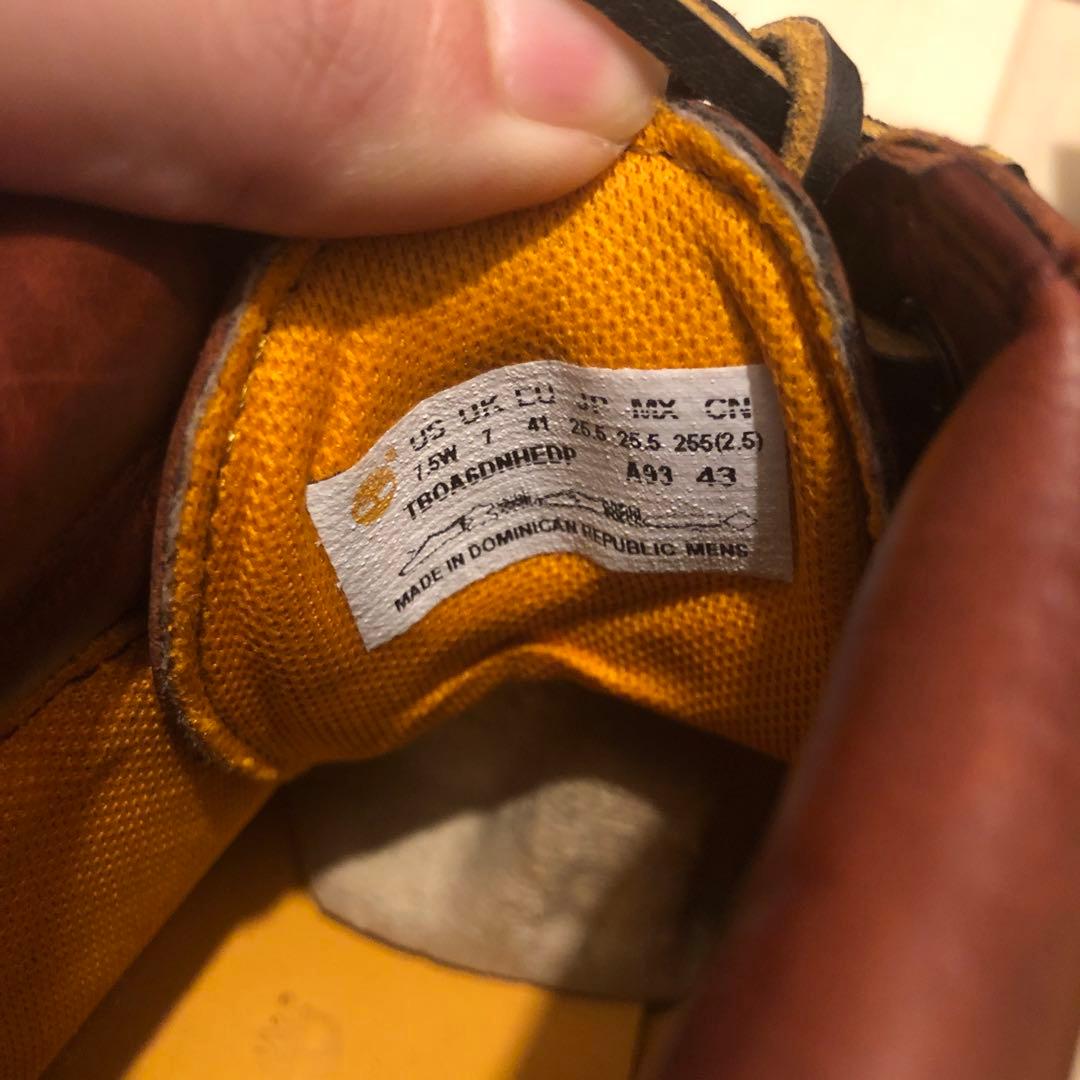 US UK EU JP MX CN
7.5W 7 41 25.5 25.5 255(2.5)
TB0A6DNHEDP A93 43
MADE IN DOMINICAN REPUBLIC MENS